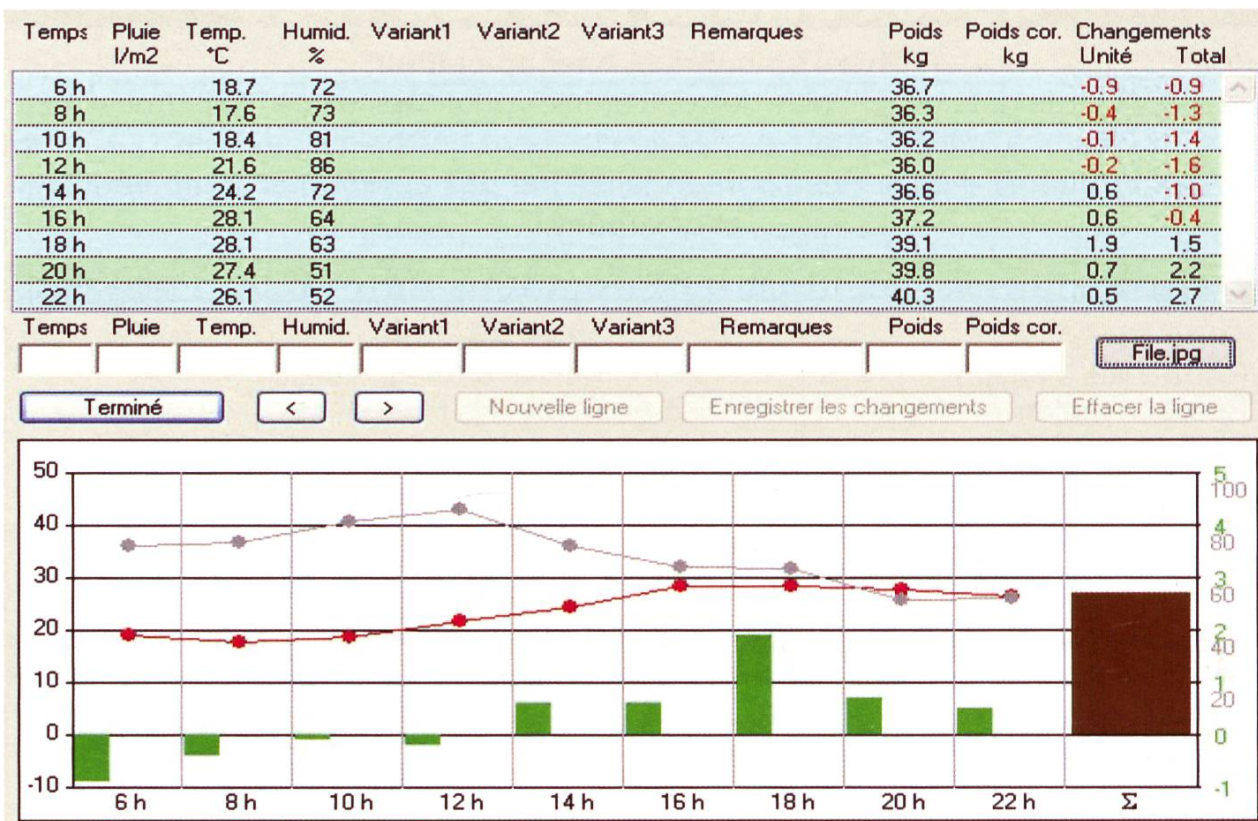 Temps Pluie Temp. Humid. Variant1 Variant2 Variant3 Remarques Poids Poids cor. Changements
l/m2 °C % kg kg Unité Total
6 h 18.7 72 36.7 -0.9 -0.9
8 h 17.6 73 36.3 -0.4 -1.3
10 h 18.4 81 36.2 -0.1 -1.4
12 h 21.6 86 36.0 -0.2 -1.6
14 h 24.2 72 36.6 0.6 -1.0
16 h 28.1 64 37.2 0.6 -0.4
18 h 28.1 63 39.1 1.9 1.5
20 h 27.4 51 39.8 0.7 2.2
22 h 26.1 52 40.3 0.5 2.7
Temps Pluie Temp. Humid. Variant1 Variant2 Variant3 Remarques Poids Poids cor.
File.jpg
Terminé < > Nouvelle ligne Enregistrer les changements Effacer la ligne
50 5
100
40 4
80
30 3
60
20 2
40
10 1
20
0 0
-10 -1
6 h 8 h 10 h 12 h 14 h 16 h 18 h 20 h 22 h Σ